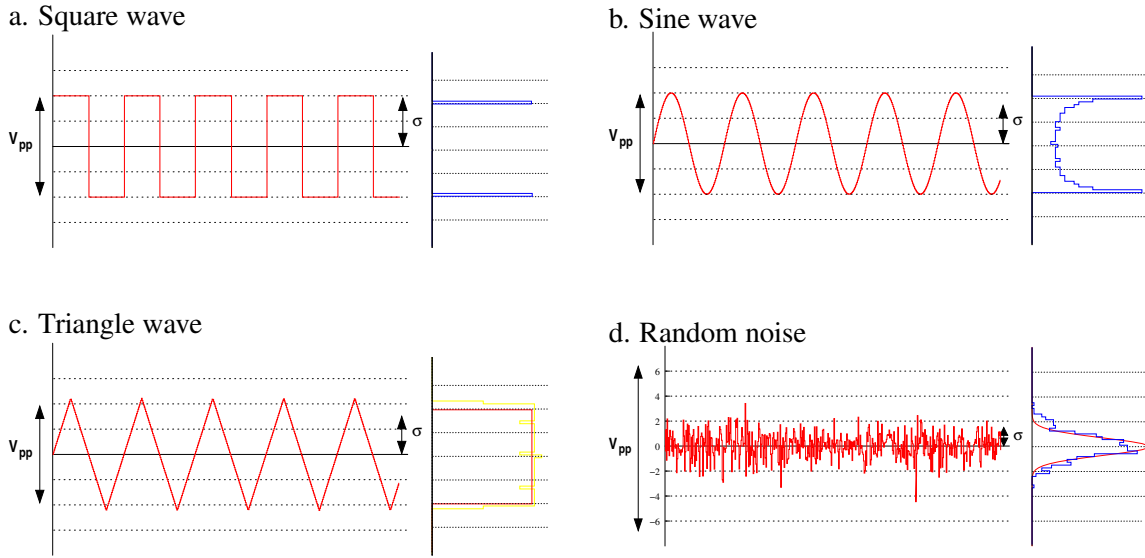 a. Square wave
V pp
σ
b. Sine wave
V pp
σ
c. Triangle wave
V pp
σ
d. Random noise
6
4
2
0
−2
−4
−6
V pp
σ